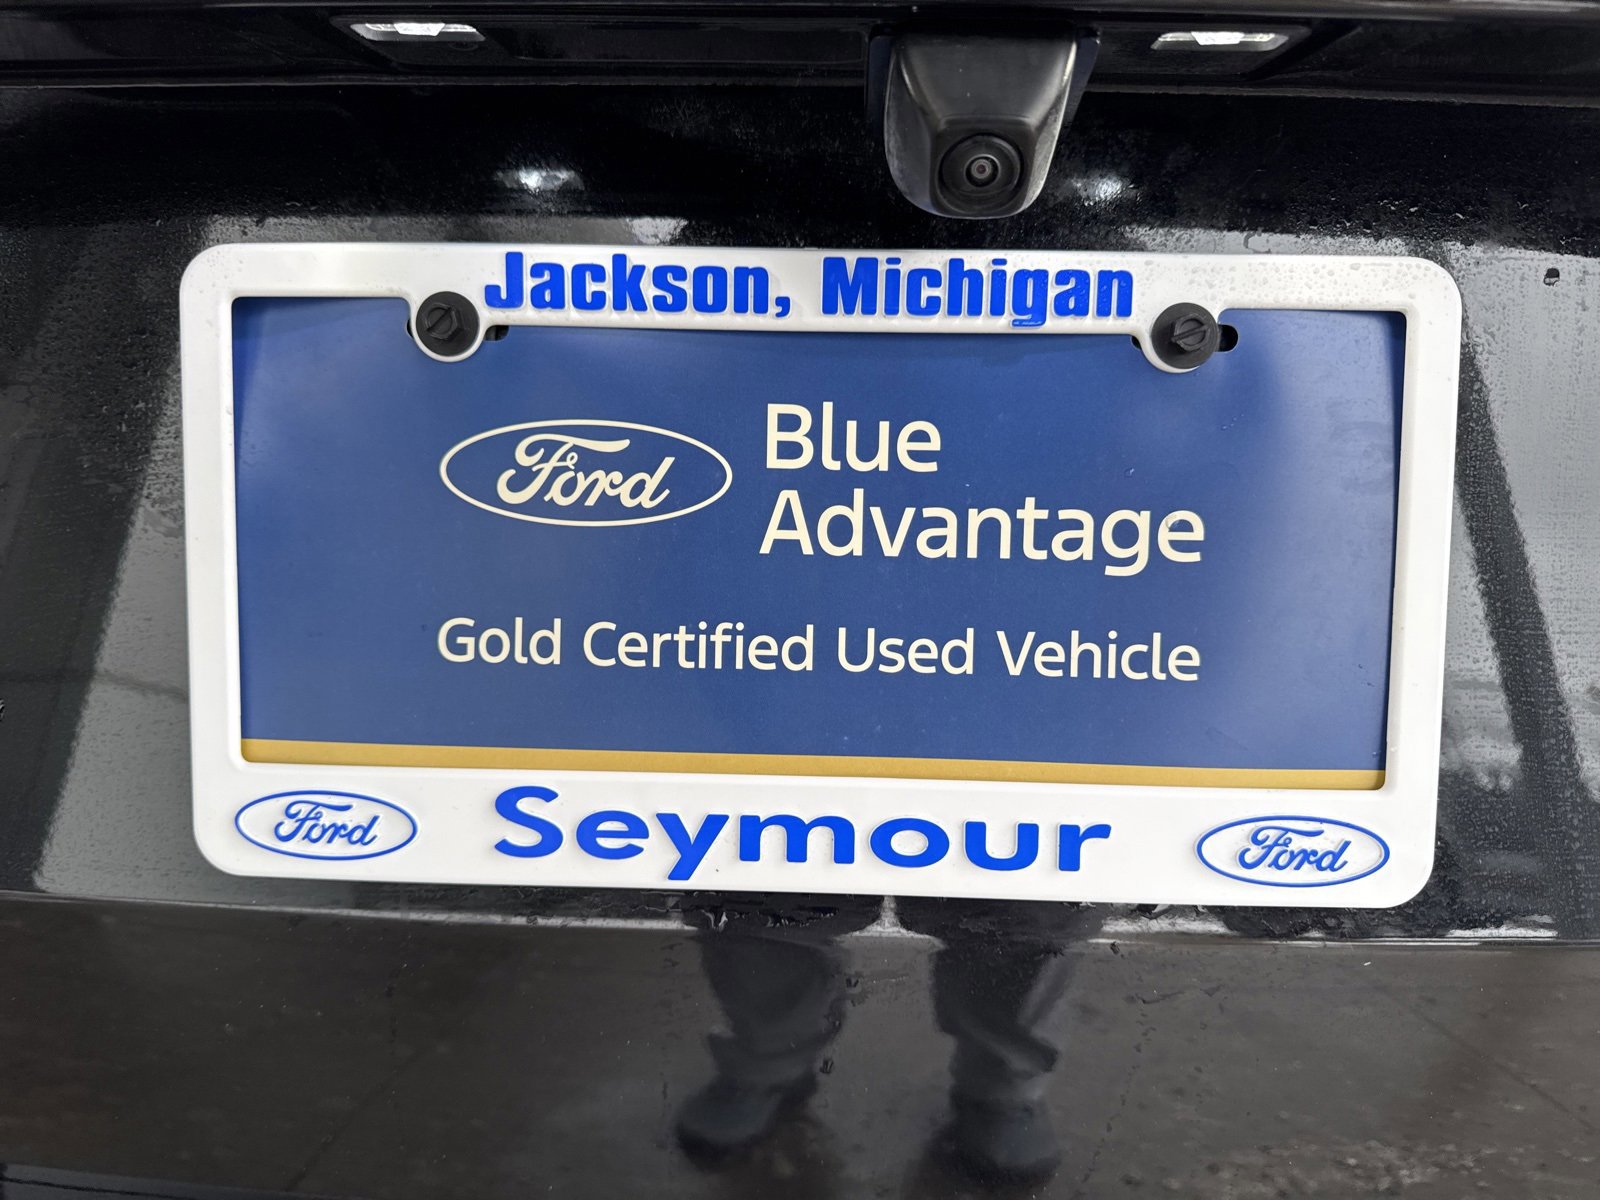 Jackson, Michigan
Ford
Blue
Advantage
Gold Certified Used Vehicle
Ford Seymour Ford